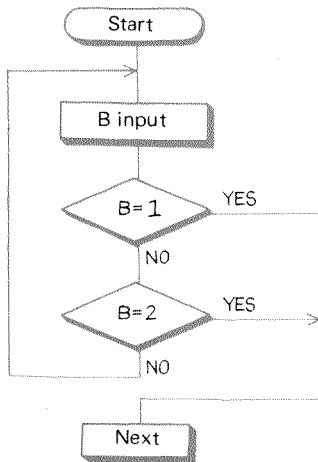 Start
B input
B=1
YES
NO
B=2
YES
NO
Next